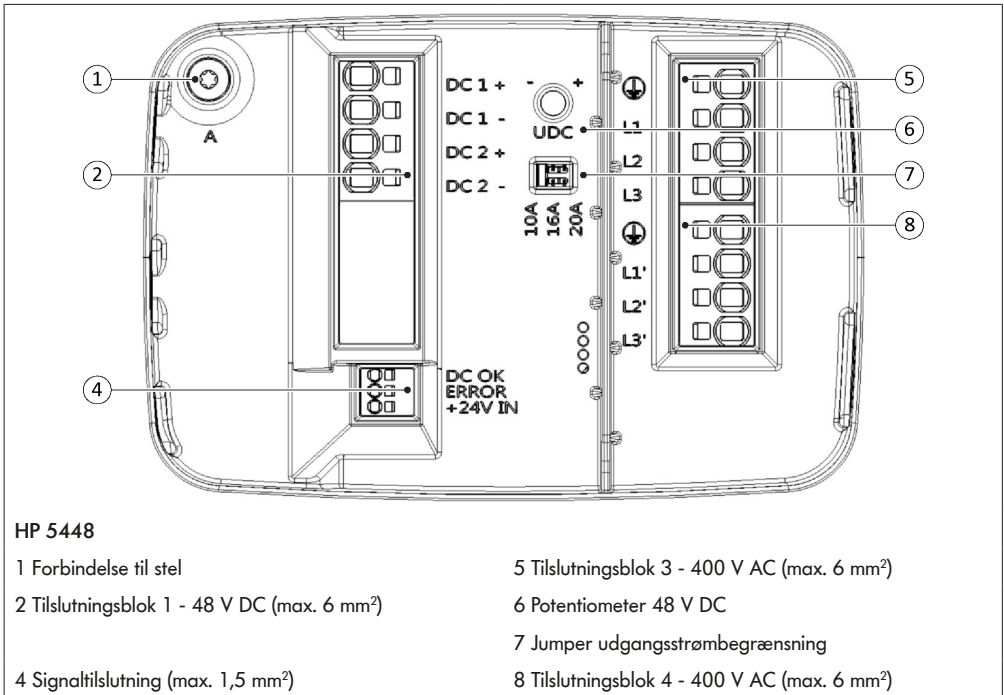 1
A
2
DC 1 +
DC 1 -
DC 2 +
DC 2 -
- +
UDC
10A
16A
20A
L1
L2
L3
L1'
L2'
L3'
5
6
7
8
4
DC OK
ERROR
+24V IN
HP 5448
1 Forbindelse til stel
2 Tilslutningsblok 1 - 48 V DC (max. 6 mm²)
4 Signaltilslutning (max. 1,5 mm²)
5 Tilslutningsblok 3 - 400 V AC (max. 6 mm²)
6 Potentiometer 48 V DC
7 Jumper udgangsstrømbegrænsning
8 Tilslutningsblok 4 - 400 V AC (max. 6 mm²)